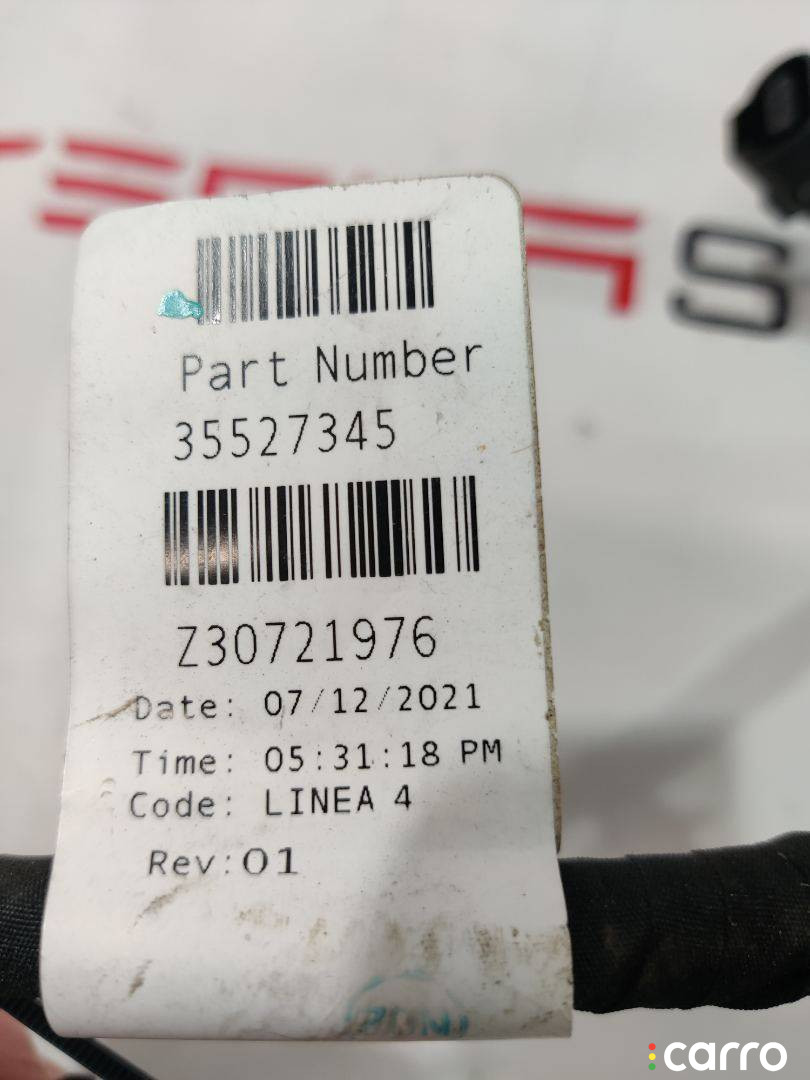 Part Number
35527345
Z30721976
Date: 07/12/2021
Time: 05:31:18 PM
Code: LINEA 4
Rev:01
carro